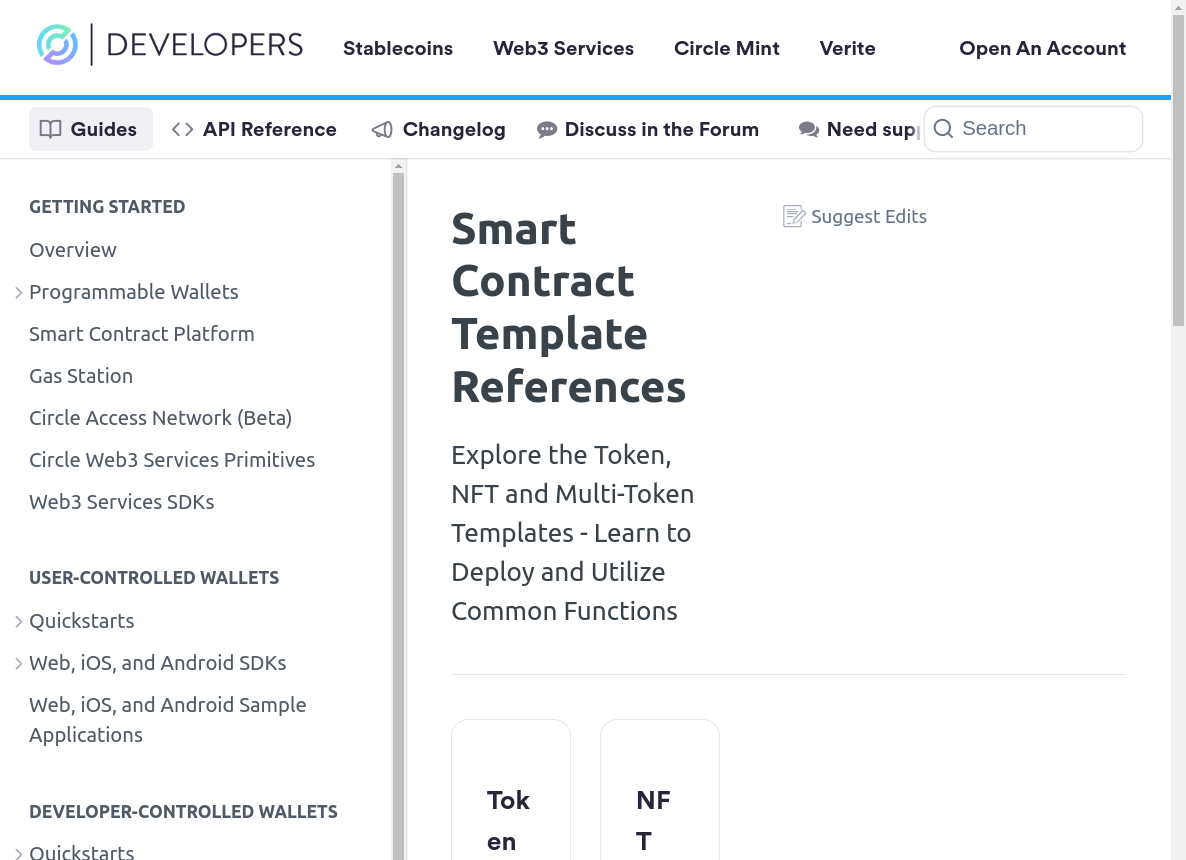 DEVELOPERS
Stablecoins
Web3 Services
Circle Mint
Verite
Open An Account
Guides
API Reference
Changelog
Discuss in the Forum
Need sup
Search
GETTING STARTED
Overview
Programmable Wallets
Smart Contract Platform
Gas Station
Circle Access Network (Beta)
Circle Web3 Services Primitives
Web3 Services SDKs
USER-CONTROLLED WALLETS
Quickstarts
Web, iOS, and Android SDKs
Web, iOS, and Android Sample
Applications
DEVELOPER-CONTROLLED WALLETS
Quickstarts
Smart
Contract
Template
References
Suggest Edits
Explore the Token,
NFT and Multi-Token
Templates - Learn to
Deploy and Utilize
Common Functions
Tok
en
NF
T